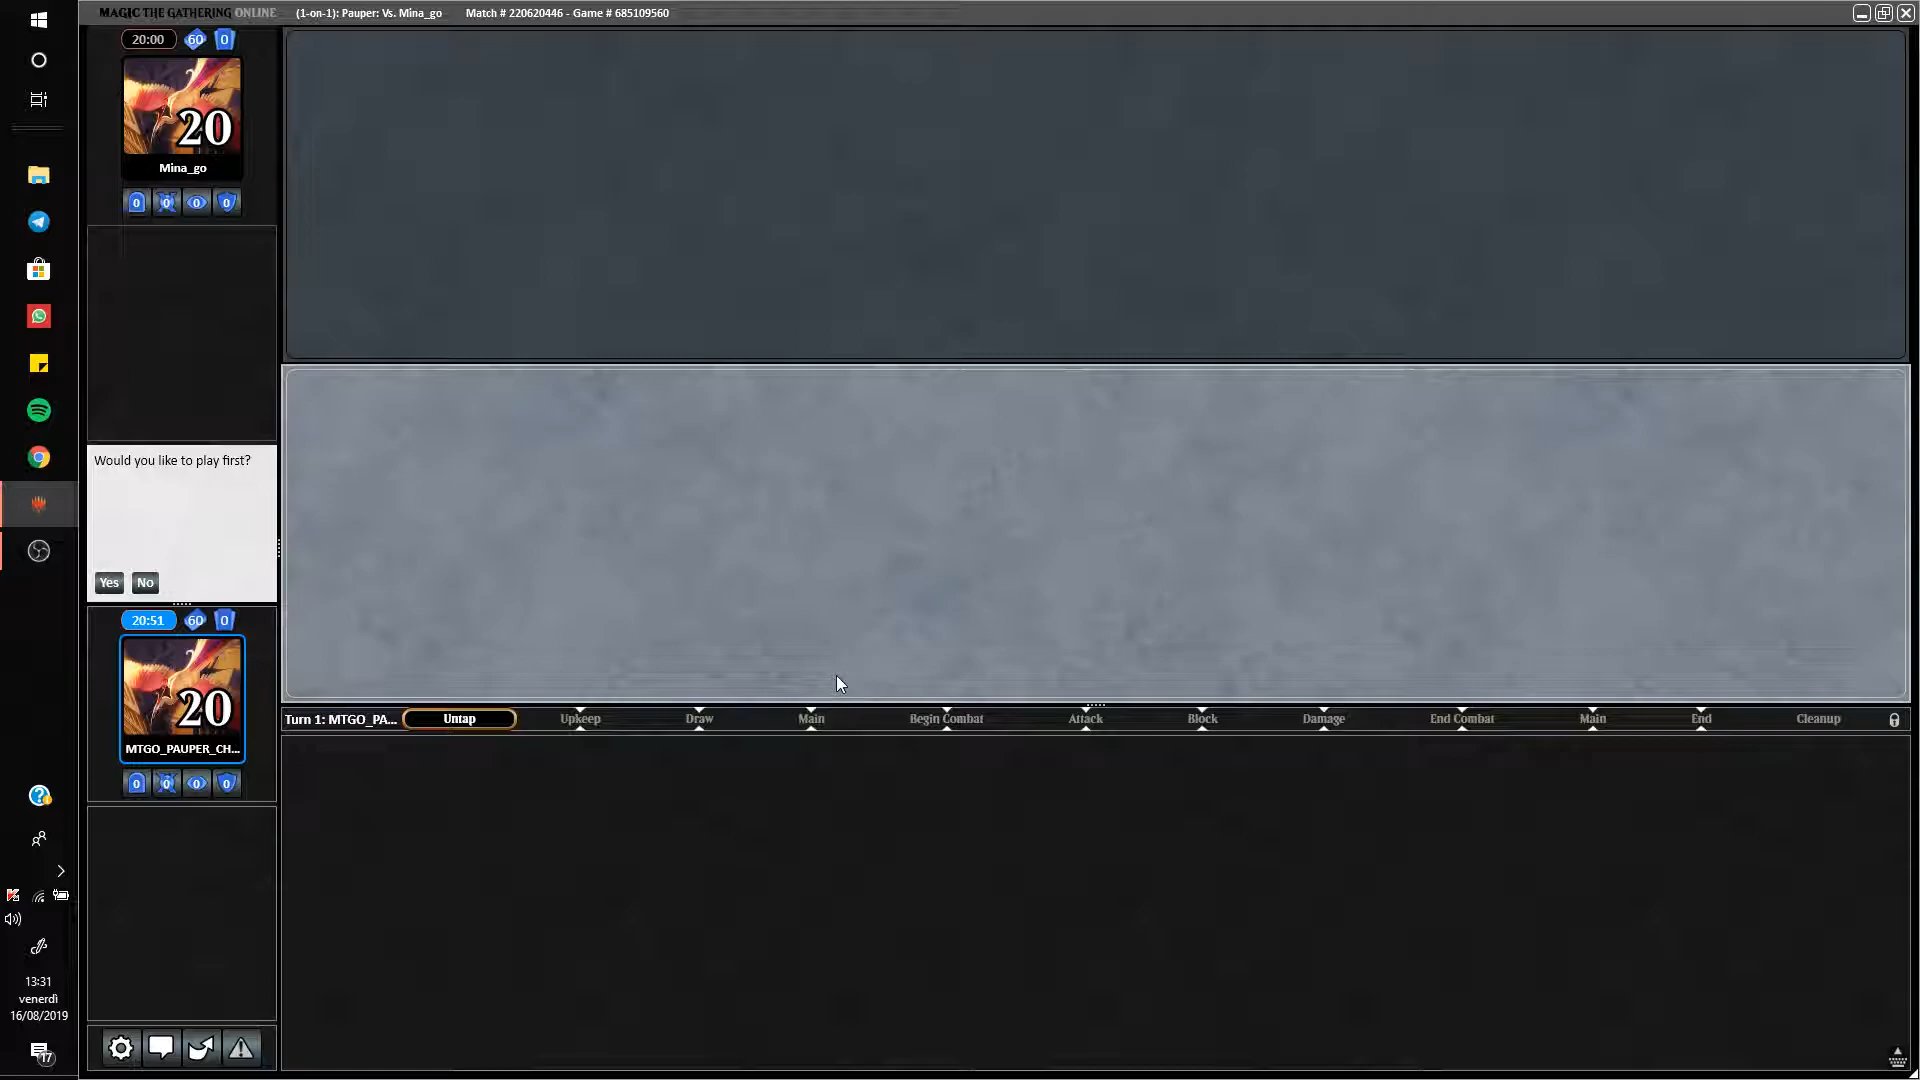 MAGIC THE GATHERING ONLINE (1-on-1): Pauper: Vs. Mina_go Match # 220620446 - Game # 685109560
20:00 60 0
20
Mina_go
0 0 0 0
Would you like to play first?
Yes No
20:51 60 0
20
MTGO_PAUPER_CH...
0 0 0 0
Turn 1: MTGO_PA... Untap Upkeep Draw Main Begin Combat Attack Block Damage End Combat Main End Cleanup
13:31
venerdì
16/08/2019
17